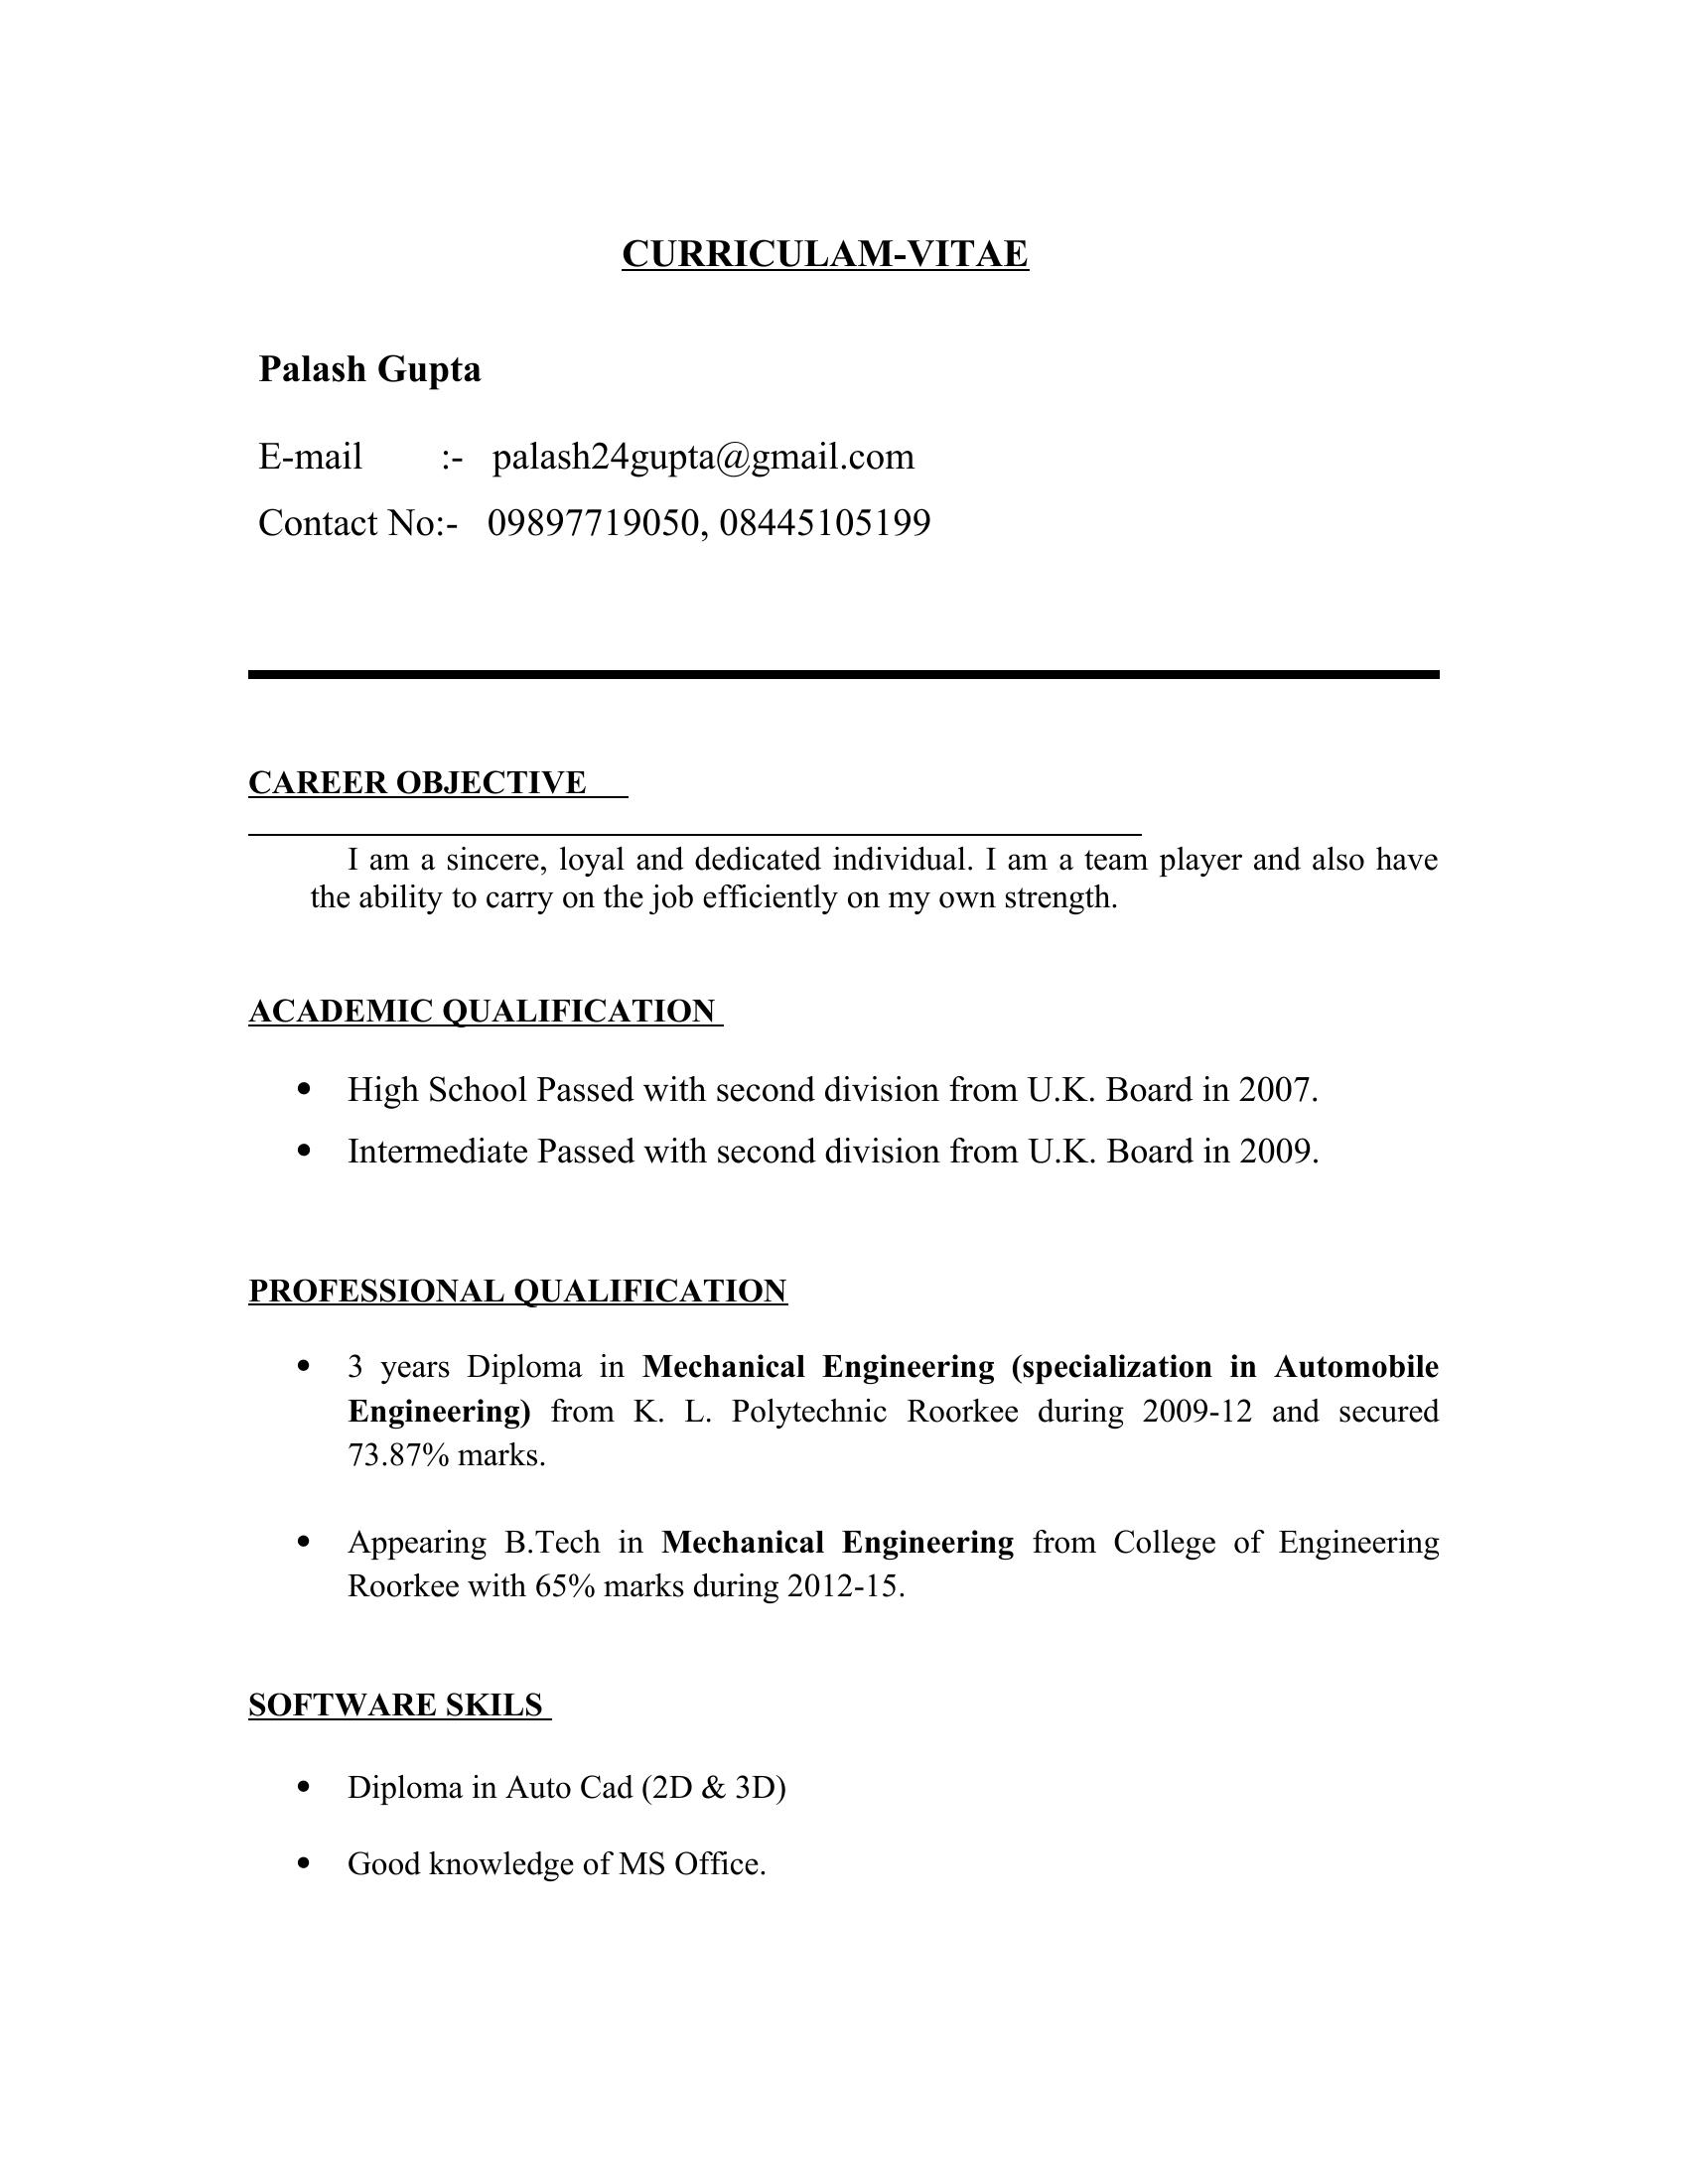 CURRICULAM-VITAE
Palash Gupta
E-mail :- palash24gupta@gmail.com
Contact No:- 09897719050, 08445105199
CAREER OBJECTIVE
I am a sincere, loyal and dedicated individual. I am a team player and also have
the ability to carry on the job efficiently on my own strength.
ACADEMIC QUALIFICATION
• High School Passed with second division from U.K. Board in 2007.
• Intermediate Passed with second division from U.K. Board in 2009.
PROFESSIONAL QUALIFICATION
• 3 years Diploma in Mechanical Engineering (specialization in Automobile
Engineering) from K. L. Polytechnic Roorkee during 2009-12 and secured
73.87% marks.
• Appearing B.Tech in Mechanical Engineering from College of Engineering
Roorkee with 65% marks during 2012-15.
SOFTWARE SKILS
• Diploma in Auto Cad (2D & 3D)
• Good knowledge of MS Office.